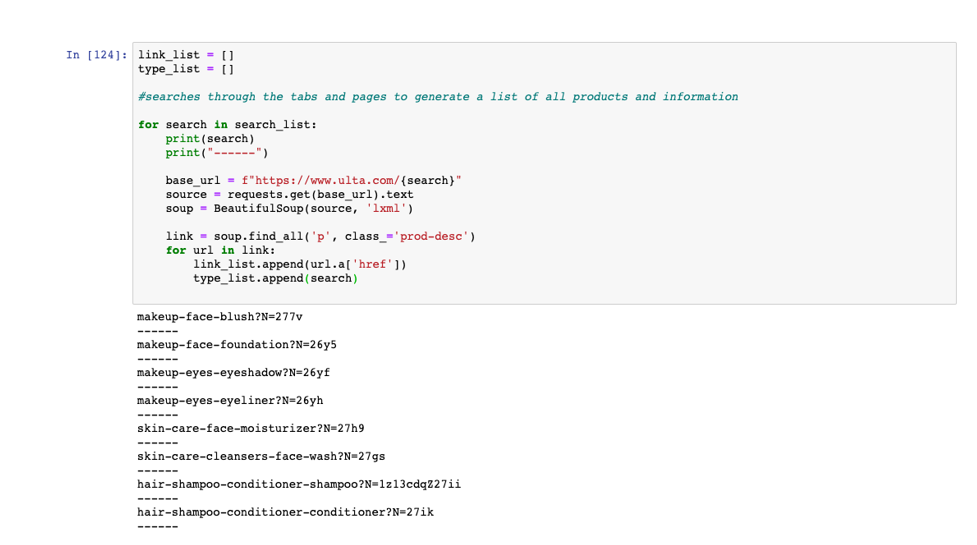 In [124]: link_list = []
type_list = []
#searches through the tabs and pages to generate a list of all products and information
for search in search_list:
    print(search)
    print("------")
    base_url = f"https://www.ulta.com/{search}"
    source = requests.get(base_url).text
    soup = BeautifulSoup(source, 'lxml')
    link = soup.find_all('p', class_='prod-desc')
    for url in link:
        link_list.append(url.a['href'])
        type_list.append(search)
makeup-face-blush?N=277v
------
makeup-face-foundation?N=26y5
------
makeup-eyes-eyeshadow?N=26yf
------
makeup-eyes-eyeliner?N=26yh
------
skin-care-face-moisturizer?N=27h9
------
skin-care-cleansers-face-wash?N=27gs
------
hair-shampoo-conditioner-shampoo?N=1z13cdqZ27ii
------
hair-shampoo-conditioner-conditioner?N=27ik
------